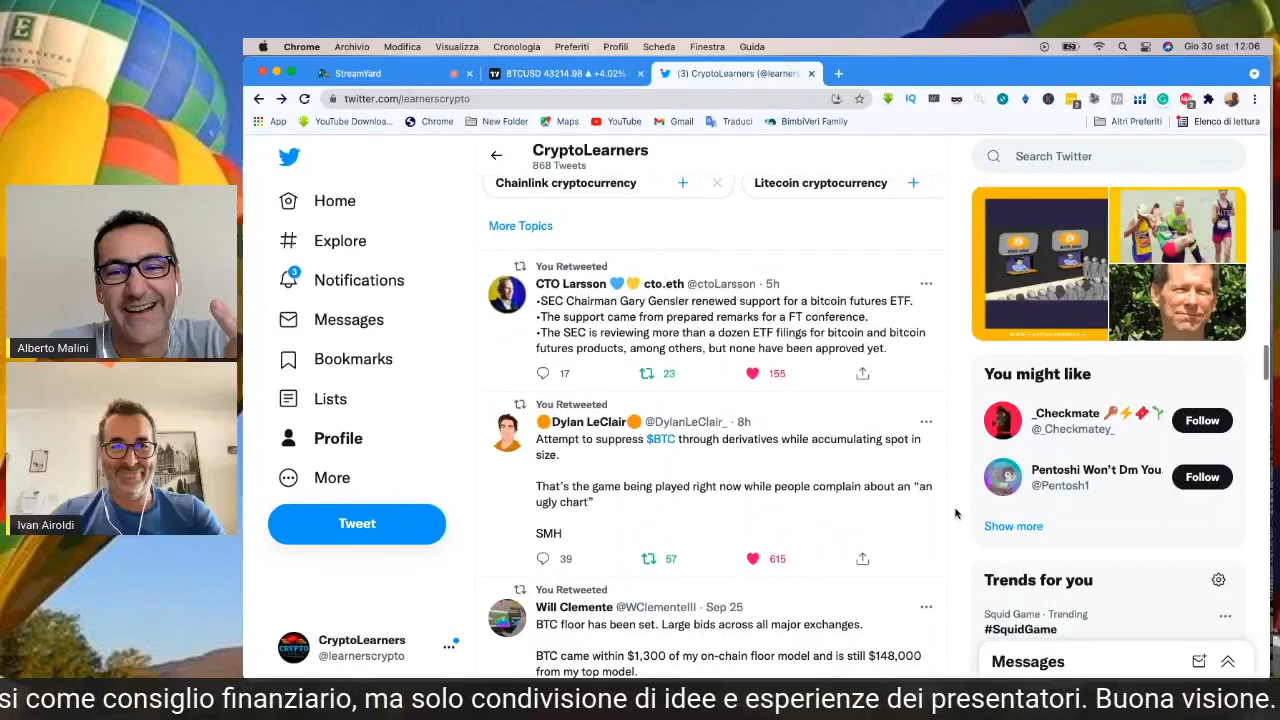 Chrome Archivio Modifica Visualizza Cronologia Preferiti Profili Scheda Finestra Guida Gio 30 set 12:06
StreamYard BTCUSD 43214.98 ▲ +4.02% (3) CryptoLearners (@learners
twitter.com/learnerscrypto
App YouTube Downloa... Chrome New Folder Maps YouTube Gmail Traduci BimbiVeri Family Altri Preferiti Elenco di lettura
CryptoLearners
868 Tweets
Search Twitter
Chainlink cryptocurrency
Litecoin cryptocurrency
More Topics
Home
Explore
3
Notifications
Messages
Bookmarks
Lists
Profile
More
Tweet
CryptoLearners
@learnerscrypto
You Retweeted
CTO Larsson 💙💛 cto.eth @ctoLarsson · 5h
•SEC Chairman Gary Gensler renewed support for a bitcoin futures ETF.
•The support came from prepared remarks for a FT conference.
•The SEC is reviewing more than a dozen ETF filings for bitcoin and bitcoin
futures products, among others, but none have been approved yet.
17 23 155
You Retweeted
🟠Dylan LeClair🟠 @DylanLeClair_ · 8h
Attempt to suppress $BTC through derivatives while accumulating spot in
size.
That's the game being played right now while people complain about an "an
ugly chart"
SMH
39 57 615
You Retweeted
Will Clemente @WClementeIII · Sep 25
BTC floor has been set. Large bids across all major exchanges.
BTC came within $1,300 of my on-chain floor model and is still $148,000
from my top model.
You might like
_Checkmate 🔑⚡
@_Checkmatey_
Follow
Pentoshi Won't Dm You
@Pentosh1
Follow
Show more
Trends for you
Squid Game · Trending
#SquidGame
Messages
Alberto Malini
Ivan Airoldi
si come consiglio finanziario, ma solo condivisione di idee e esperienze dei presentatori. Buona visione.